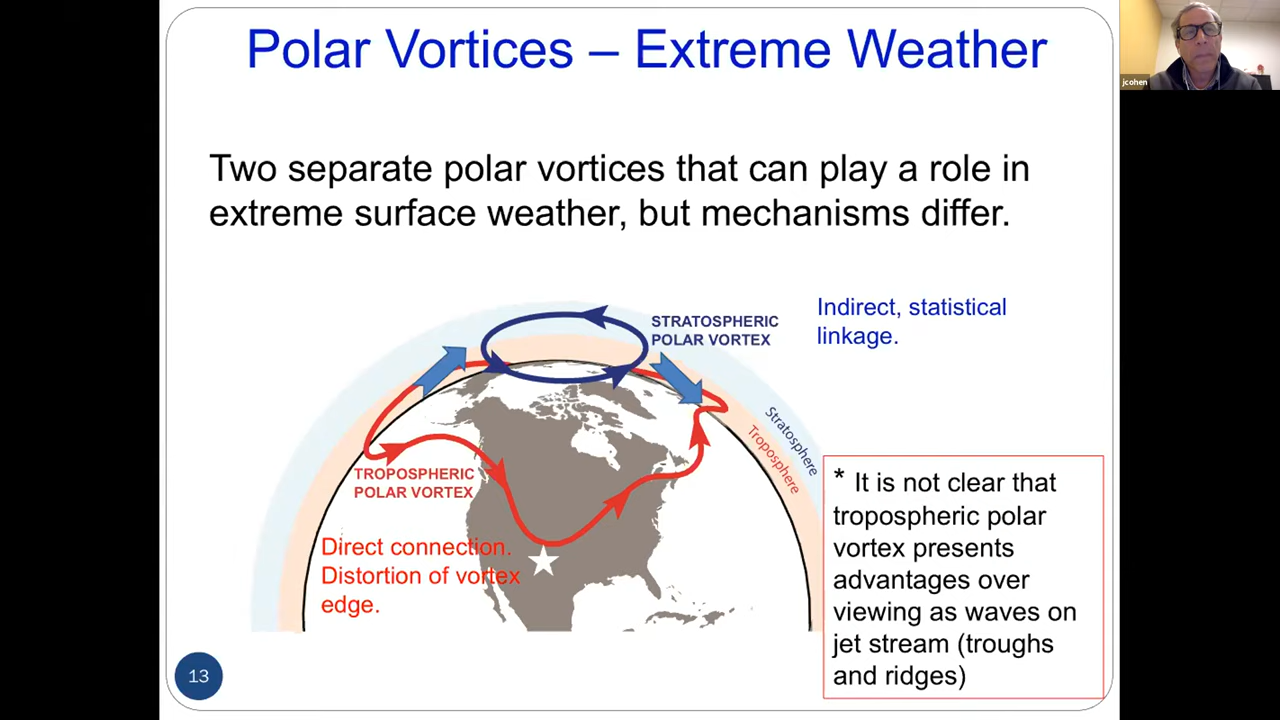 Polar Vortices – Extreme Weather
jcohen
Two separate polar vortices that can play a role in
extreme surface weather, but mechanisms differ.
Indirect, statistical
linkage.
STRATOSPHERIC
POLAR VORTEX
Stratosphere
Troposphere
TROPOSPHERIC
POLAR VORTEX
Direct connection.
Distortion of vortex
edge.
* It is not clear that
tropospheric polar
vortex presents
advantages over
viewing as waves on
jet stream (troughs
and ridges)
13